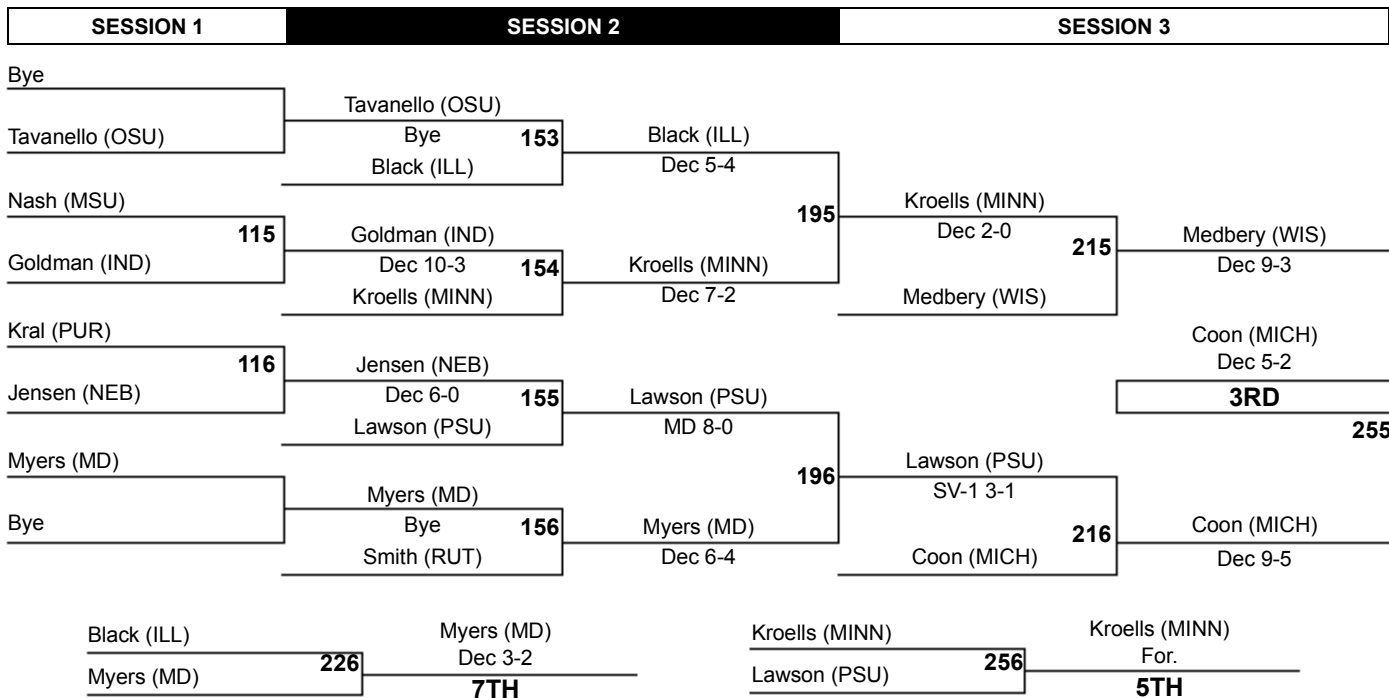 SESSION 1
SESSION 2
SESSION 3
Bye
Tavanello (OSU)
Tavanello (OSU)
Bye
153
Black (ILL)
Black (ILL)
Dec 5-4
Nash (MSU)
115
Goldman (IND)
Goldman (IND)
Dec 10-3
154
Kroells (MINN)
Kroells (MINN)
Dec 7-2
195
Kroells (MINN)
Dec 2-0
215
Medbery (WIS)
Medbery (WIS)
Dec 9-3
Kral (PUR)
116
Jensen (NEB)
Jensen (NEB)
Dec 6-0
155
Lawson (PSU)
Lawson (PSU)
MD 8-0
Coon (MICH)
Dec 5-2
3RD
255
Myers (MD)
Bye
Myers (MD)
Bye
156
Smith (RUT)
Myers (MD)
Dec 6-4
196
Lawson (PSU)
SV-1 3-1
216
Coon (MICH)
Coon (MICH)
Dec 9-5
Black (ILL)
226
Myers (MD)
Myers (MD)
Dec 3-2
7TH
Kroells (MINN)
256
Lawson (PSU)
Kroells (MINN)
For.
5TH